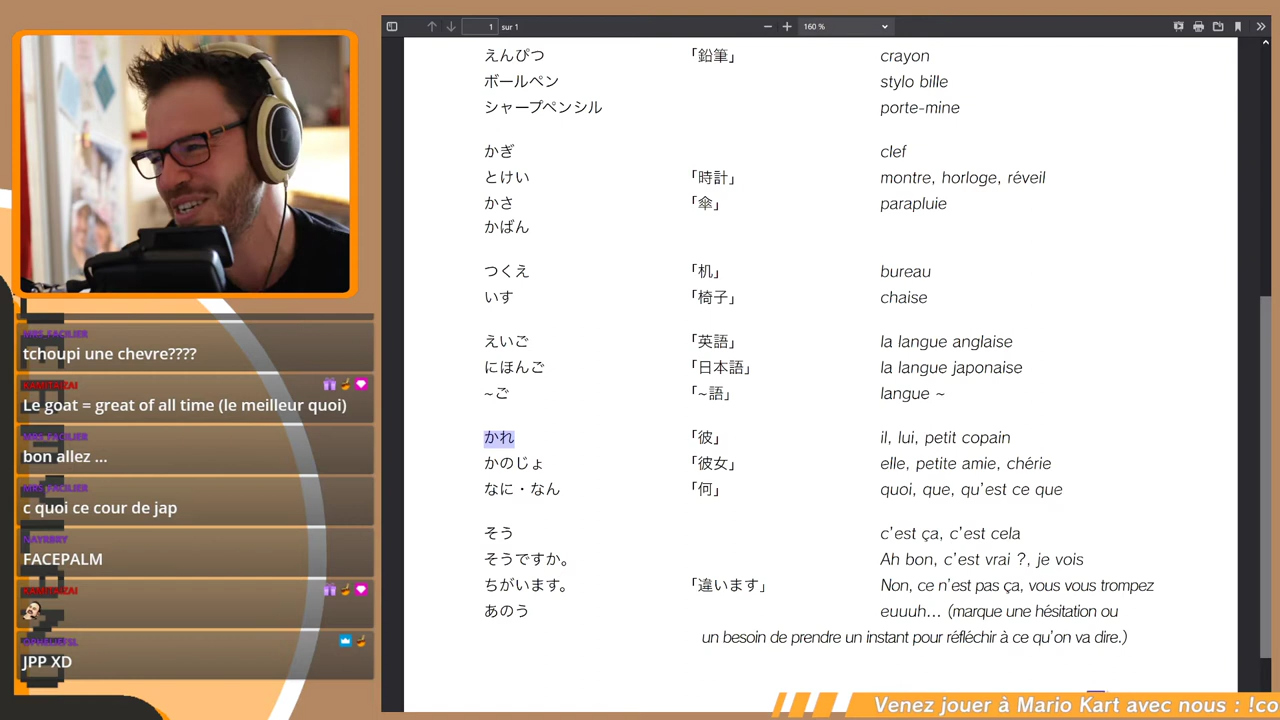 1 sur 1
160 %
えんぴつ 「鉛筆」 crayon
ボールペン stylo bille
シャープペンシル porte-mine
かぎ clef
とけい 「時計」 montre, horloge, réveil
かさ 「傘」 parapluie
かばん
つくえ 「机」 bureau
いす 「椅子」 chaise
えいご 「英語」 la langue anglaise
にほんご 「日本語」 la langue japonaise
~ご 「~語」 langue ~
かれ 「彼」 il, lui, petit copain
かのじょ 「彼女」 elle, petite amie, chérie
なに・なん 「何」 quoi, que, qu'est ce que
そう c'est ça, c'est cela
そうですか。 Ah bon, c'est vrai ?, je vois
ちがいます。 「違います」 Non, ce n'est pas ça, vous vous trompez
あのう euuuh… (marque une hésitation ou
un besoin de prendre un instant pour réfléchir à ce qu'on va dire.)
MRS_FACILIER
tchoupi une chevre????
KAMITAIZAI
Le goat = great of all time (le meilleur quoi)
MRS_FACILIER
bon allez ...
MRS_FACILIER
c quoi ce cour de jap
FACEPALM
KAMITAIZAI
JPP XD
Venez jouer à Mario Kart avec nous : !co